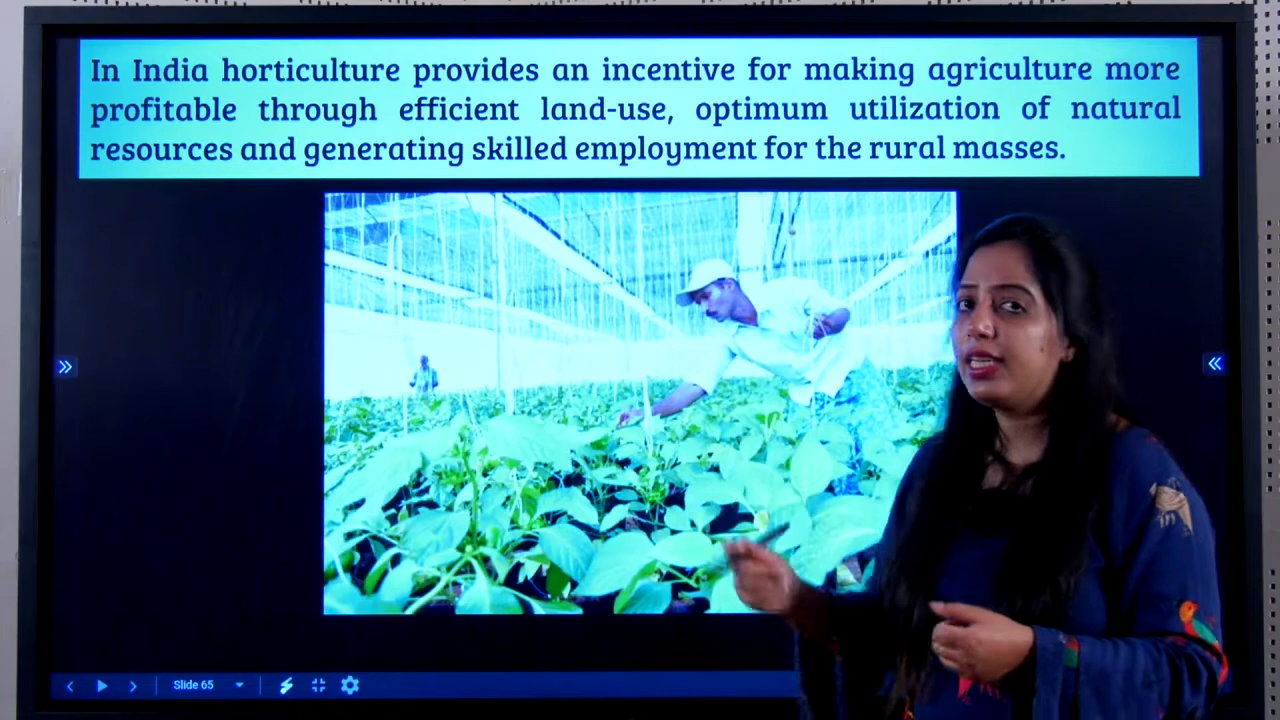 In India horticulture provides an incentive for making agriculture more
profitable through efficient land-use, optimum utilization of natural
resources and generating skilled employment for the rural masses.
Slide 65